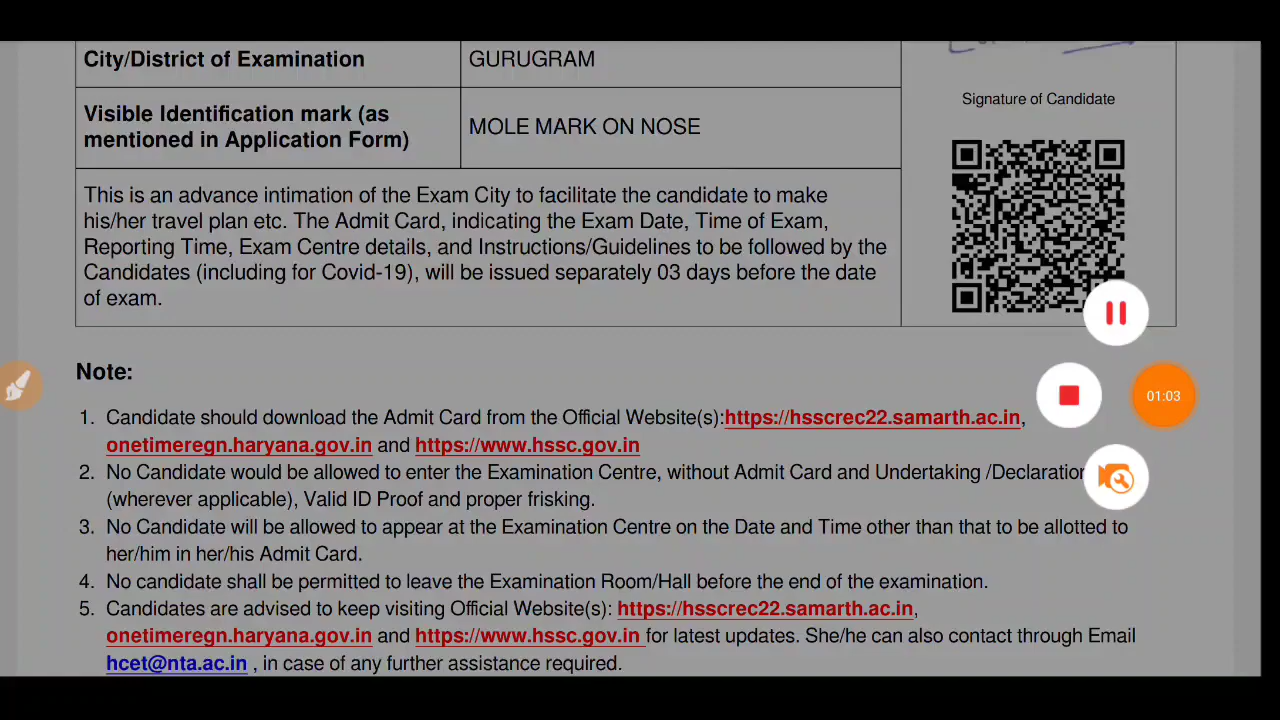 City/District of Examination
GURUGRAM
Visible Identification mark (as
mentioned in Application Form)
MOLE MARK ON NOSE
Signature of Candidate
This is an advance intimation of the Exam City to facilitate the candidate to make
his/her travel plan etc. The Admit Card, indicating the Exam Date, Time of Exam,
Reporting Time, Exam Centre details, and Instructions/Guidelines to be followed by the
Candidates (including for Covid-19), will be issued separately 03 days before the date
of exam.
Note:
1. Candidate should download the Admit Card from the Official Website(s):https://hsscrec22.samarth.ac.in,
onetimeregn.haryana.gov.in and https://www.hssc.gov.in
2. No Candidate would be allowed to enter the Examination Centre, without Admit Card and Undertaking /Declaration
(wherever applicable), Valid ID Proof and proper frisking.
3. No Candidate will be allowed to appear at the Examination Centre on the Date and Time other than that to be allotted to
her/him in her/his Admit Card.
4. No candidate shall be permitted to leave the Examination Room/Hall before the end of the examination.
5. Candidates are advised to keep visiting Official Website(s): https://hsscrec22.samarth.ac.in,
onetimeregn.haryana.gov.in and https://www.hssc.gov.in for latest updates. She/he can also contact through Email
hcet@nta.ac.in , in case of any further assistance required.
01:03